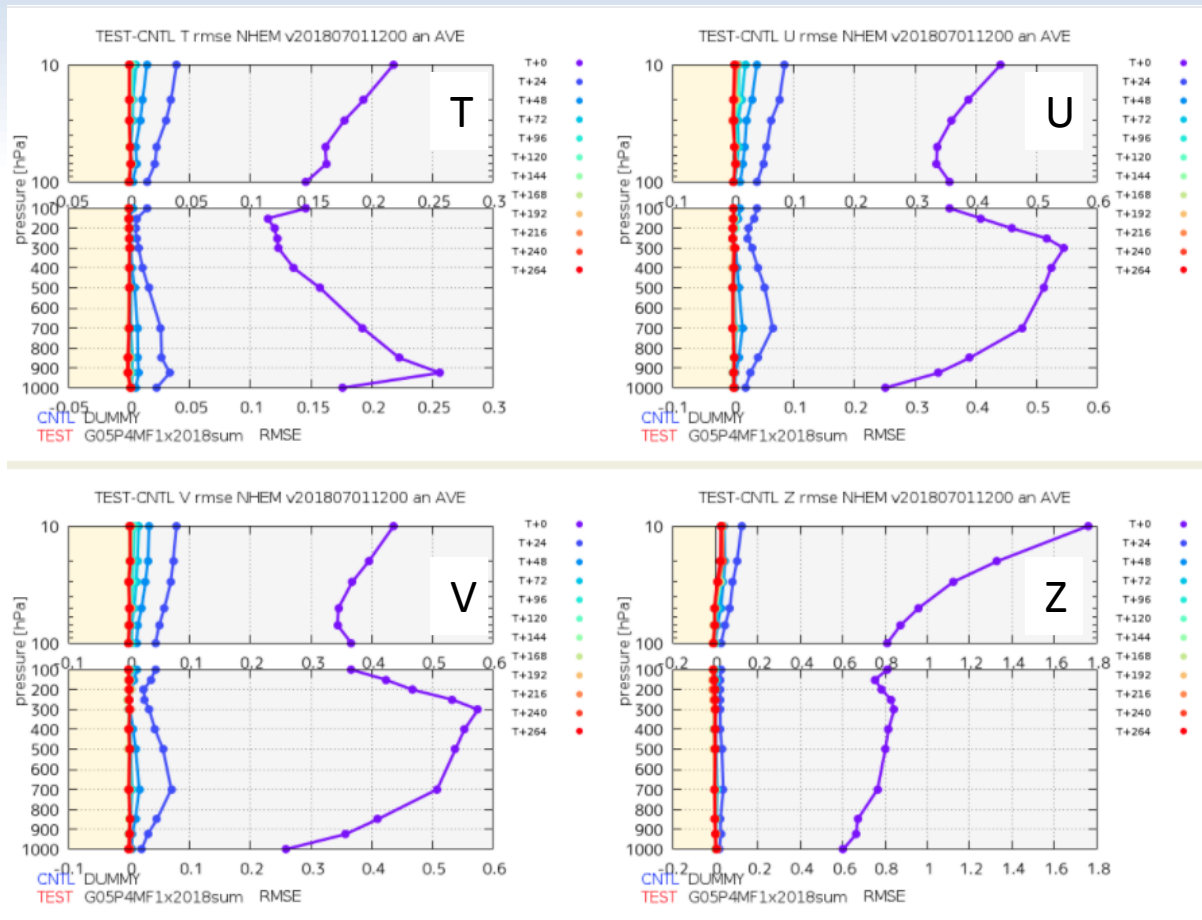 TEST-CNTL T rmse NHEM v201807011200 an AVE
T
pressure [hPa]
10
100
100
200
300
400
500
600
700
800
900
1000
-0.05 0 0.05 0.1 0.15 0.2 0.25 0.3
-0.05 0 0.05 0.1 0.15 0.2 0.25 0.3
T+0
T+24
T+48
T+72
T+96
T+120
T+144
T+168
T+192
T+216
T+240
T+264
CNTL DUMMY
TEST G05P4MF1x2018sum RMSE
TEST-CNTL U rmse NHEM v201807011200 an AVE
U
pressure [hPa]
10
100
100
200
300
400
500
600
700
800
900
1000
-0.1 0 0.1 0.2 0.3 0.4 0.5 0.6
-0.1 0 0.1 0.2 0.3 0.4 0.5 0.6
T+0
T+24
T+48
T+72
T+96
T+120
T+144
T+168
T+192
T+216
T+240
T+264
CNTL DUMMY
TEST G05P4MF1x2018sum RMSE
TEST-CNTL V rmse NHEM v201807011200 an AVE
V
pressure [hPa]
10
100
100
200
300
400
500
600
700
800
900
1000
-0.1 0 0.1 0.2 0.3 0.4 0.5 0.6
-0.1 0 0.1 0.2 0.3 0.4 0.5 0.6
T+0
T+24
T+48
T+72
T+96
T+120
T+144
T+168
T+192
T+216
T+240
T+264
CNTL DUMMY
TEST G05P4MF1x2018sum RMSE
TEST-CNTL Z rmse NHEM v201807011200 an AVE
Z
pressure [hPa]
10
100
100
200
300
400
500
600
700
800
900
1000
-0.2 0 0.2 0.4 0.6 0.8 1 1.2 1.4 1.6 1.8
-0.2 0 0.2 0.4 0.6 0.8 1 1.2 1.4 1.6 1.8
T+0
T+24
T+48
T+72
T+96
T+120
T+144
T+168
T+192
T+216
T+240
T+264
CNTL DUMMY
TEST G05P4MF1x2018sum RMSE